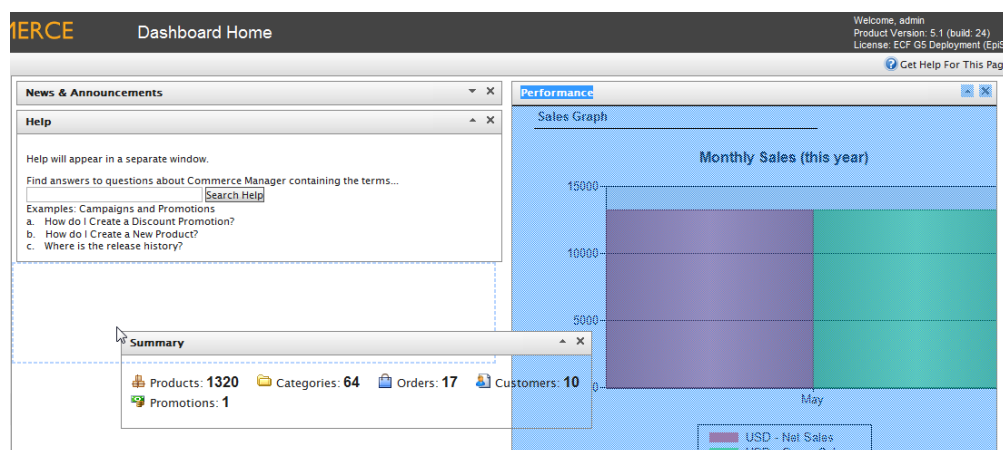 MERCE
Dashboard Home
Welcome, admin
Product Version: 5.1 (build: 24)
License: ECF G5 Deployment (EpiS
Get Help For This Pag
News & Announcements
Help
Help will appear in a separate window.
Find answers to questions about Commerce Manager containing the terms...
Search Help
Examples: Campaigns and Promotions
a. How do I Create a Discount Promotion?
b. How do I Create a New Product?
c. Where is the release history?
Summary
Products: 1320 Categories: 64 Orders: 17 Customers: 10
Promotions: 1
Performance
Sales Graph
Monthly Sales (this year)
15000
10000
5000
0
May
USD - Net Sales